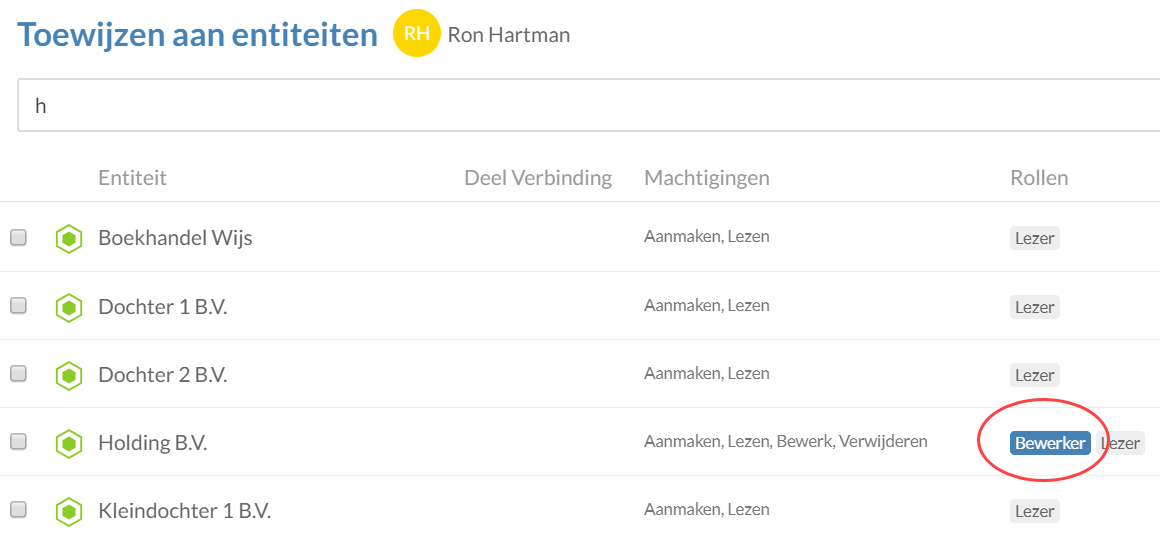 Toewijzen aan entiteiten RH Ron Hartman
h
Entiteit Deel Verbinding Machtigingen Rollen
Boekhandel Wijs Aanmaken, Lezen Lezer
Dochter 1 B.V. Aanmaken, Lezen Lezer
Dochter 2 B.V. Aanmaken, Lezen Lezer
Holding B.V. Aanmaken, Lezen, Bewerk, Verwijderen Bewerker Lezer
Kleindochter 1 B.V. Aanmaken, Lezen Lezer